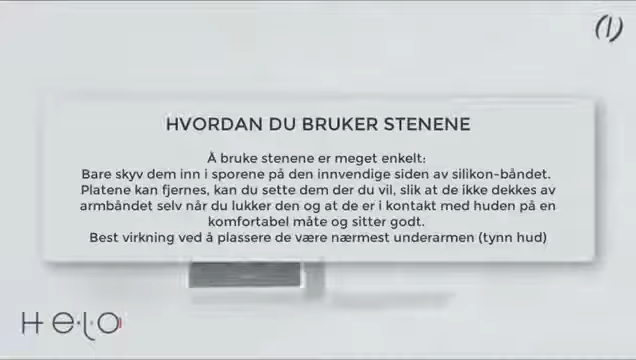 HVORDAN DU BRUKER STENENE
Å bruke stenene er meget enkelt:
Bare skyv dem inn i sporene på den innvendige siden av silikon-båndet.
Platene kan fjernes, kan du sette dem der du vil, slik at de ikke dekkes av
armbåndet selv når du lukker den og at de er i kontakt med huden på en
komfortabel måte og sitter godt.
Best virkning ved å plassere de være nærmest underarmen (tynn hud)
Helo